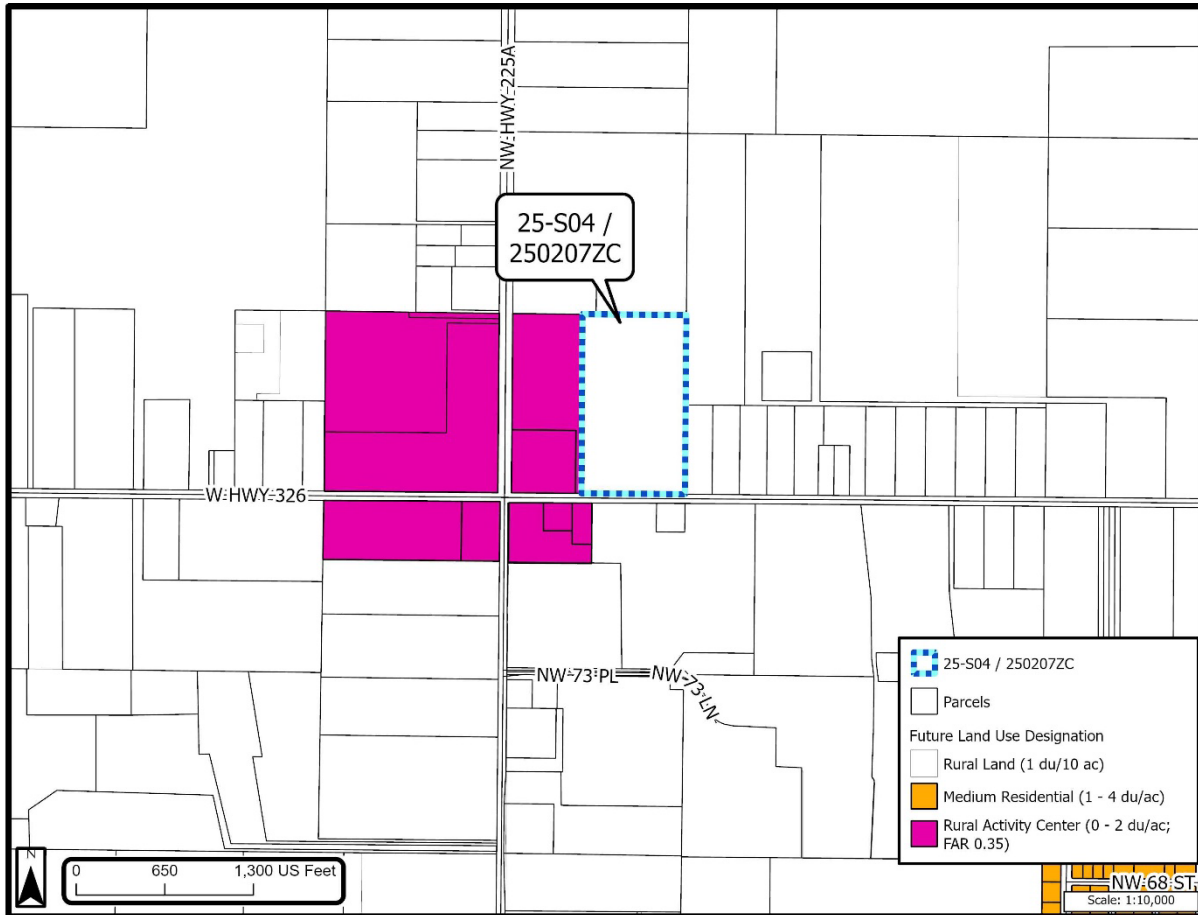 NW HWY 225A
25-S04 /
250207ZC
W HWY 326
NW 73 PL
NW 73 LN
25-S04 / 250207ZC
Parcels
Future Land Use Designation
Rural Land (1 du/10 ac)
Medium Residential (1 - 4 du/ac)
Rural Activity Center (0 - 2 du/ac;
FAR 0.35)
N
0 650 1,300 US Feet
NW 68 ST
Scale: 1:10,000